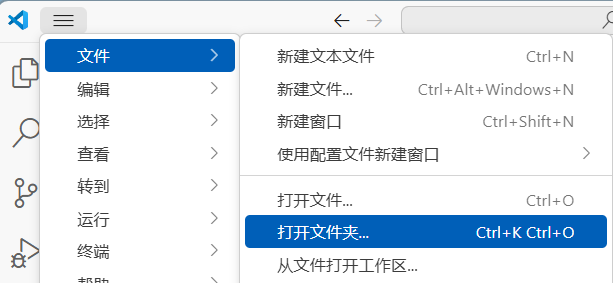 文件
编辑
选择
查看
转到
运行
终端
新建文本文件 Ctrl+N
新建文件... Ctrl+Alt+Windows+N
新建窗口 Ctrl+Shift+N
使用配置文件新建窗口
打开文件... Ctrl+O
打开文件夹... Ctrl+K Ctrl+O
从文件打开工作区...